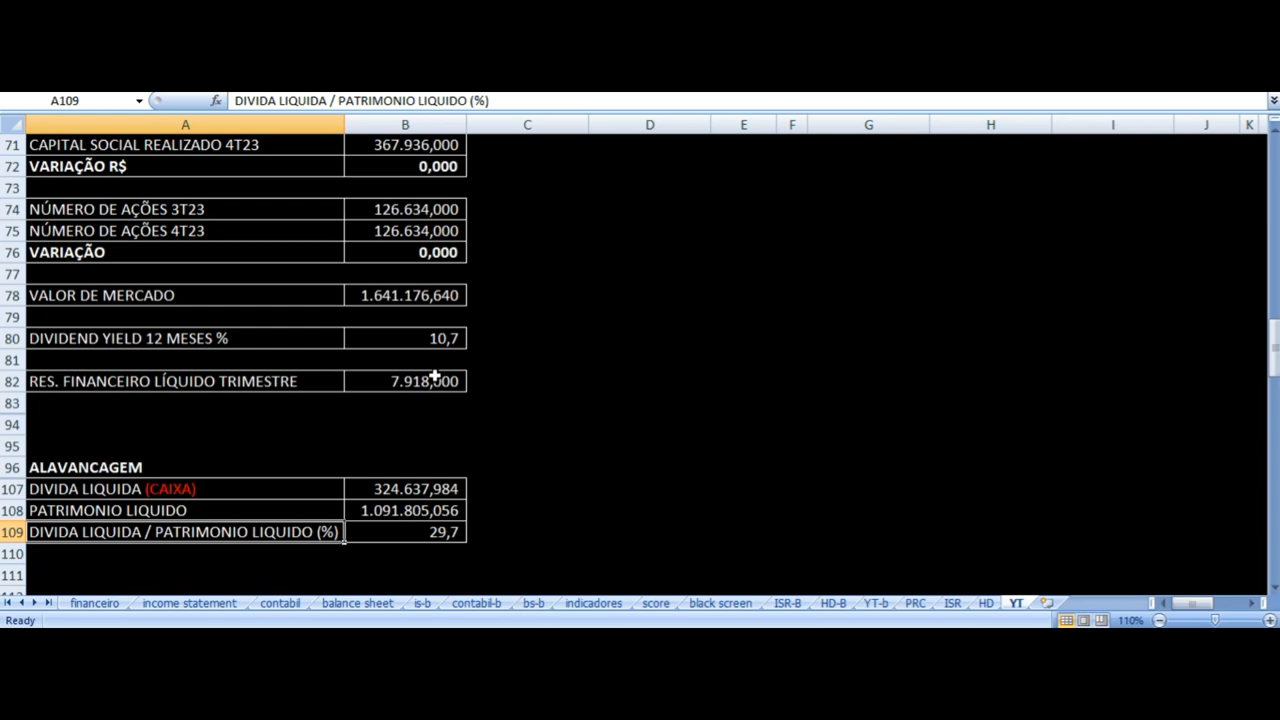 A109 fx DIVIDA LIQUIDA / PATRIMONIO LIQUIDO (%)
A B C D E F G H I J K
71 CAPITAL SOCIAL REALIZADO 4T23 367.936,000
72 VARIAÇÃO R$ 0,000
73
74 NÚMERO DE AÇÕES 3T23 126.634,000
75 NÚMERO DE AÇÕES 4T23 126.634,000
76 VARIAÇÃO 0,000
77
78 VALOR DE MERCADO 1.641.176,640
79
80 DIVIDEND YIELD 12 MESES % 10,7
81
82 RES. FINANCEIRO LÍQUIDO TRIMESTRE 7.918,000
83
94
95
96 ALAVANCAGEM
107 DIVIDA LIQUIDA (CAIXA) 324.637,984
108 PATRIMONIO LIQUIDO 1.091.805,056
109 DIVIDA LIQUIDA / PATRIMONIO LIQUIDO (%) 29,7
110
111
financeiro income statement contabil balance sheet is-b contabil-b bs-b indicadores score black screen ISR-B HD-B YT-b PRC ISR HD YT
Ready 110%